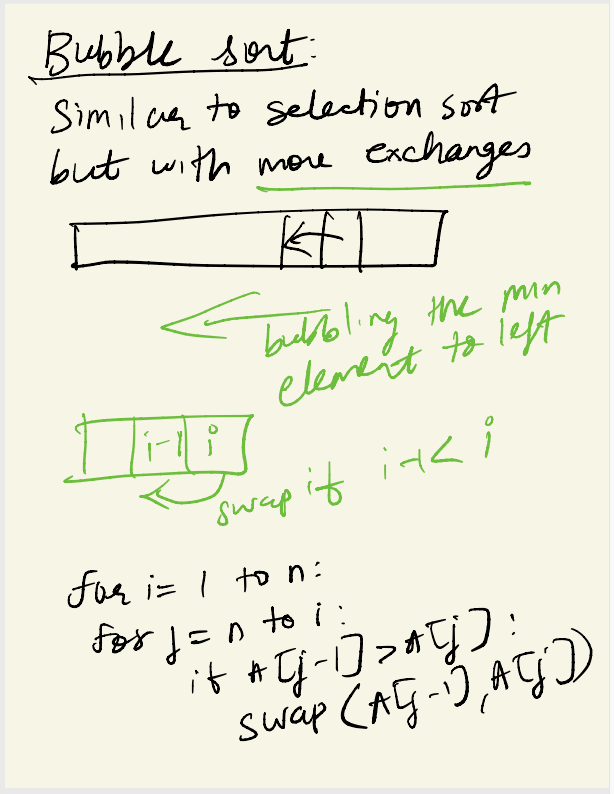 Bubble sort:
Similar to selection sort
but with more exchanges
bubbling the min
element to left
i-1 i
swap if i-1 < i
for i = 1 to n:
for j = n to i:
if A[j-1] > A[j]:
swap (A[j-1], A[j])